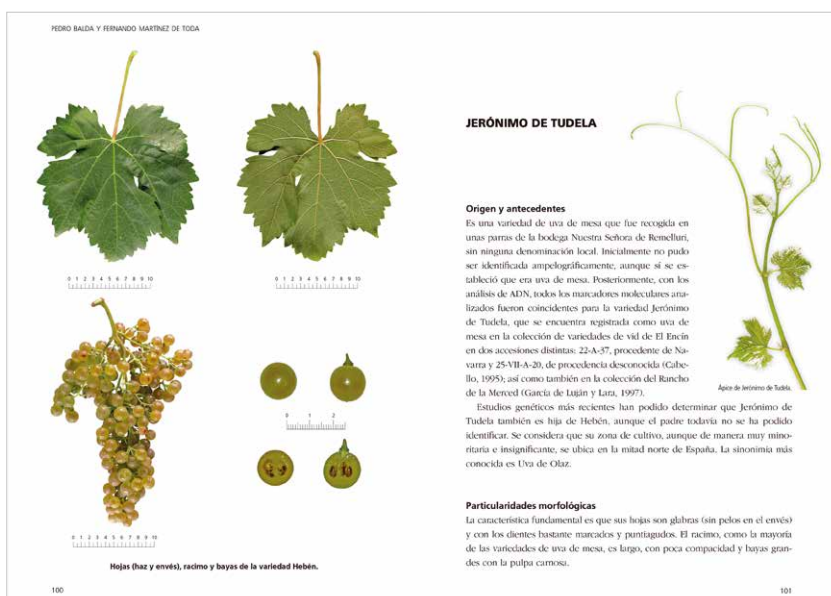 PEDRO BALDA Y FERNANDO MARTÍNEZ DE TODA
0 1 2 3 4 5 6 7 8 9 10
0 1 2 3 4 5 6 7 8 9 10
0 1 2
0 1 2 3 4 5 6 7 8 9 10
Hojas (haz y envés), racimo y bayas de la variedad Hebén.
100
JERÓNIMO DE TUDELA
Origen y antecedentes
Es una variedad de uva de mesa que fue recogida en
unas parras de la bodega Nuestra Señora de Remelluri,
sin ninguna denominación local. Inicialmente no pudo
ser identificada ampelográficamente, aunque sí se es-
tableció que era uva de mesa. Posteriormente, con los
análisis de ADN, todos los marcadores moleculares ana-
lizados fueron coincidentes para la variedad Jerónimo
de Tudela, que se encuentra registrada como uva de
mesa en la colección de variedades de vid de El Encín
en dos accesiones distintas: 22-A-37, procedente de Na-
varra y 25-VII-A-20, de procedencia desconocida (Cabe-
llo, 1995); así como también en la colección del Rancho
de la Merced (García de Luján y Lara, 1997).
Ápice de Jerónimo de Tudela.
Estudios genéticos más recientes han podido determinar que Jerónimo de
Tudela también es hija de Hebén, aunque el padre todavía no se ha podido
identificar. Se considera que su zona de cultivo, aunque de manera muy mino-
ritaria e insignificante, se ubica en la mitad norte de España. La sinonimia más
conocida es Uva de Olaz.
Particularidades morfológicas
La característica fundamental es que sus hojas son glabras (sin pelos en el envés)
y con los dientes bastante marcados y puntiagudos. El racimo, como la mayoría
de las variedades de uva de mesa, es largo, con poca compacidad y bayas gran-
des con la pulpa carnosa.
101